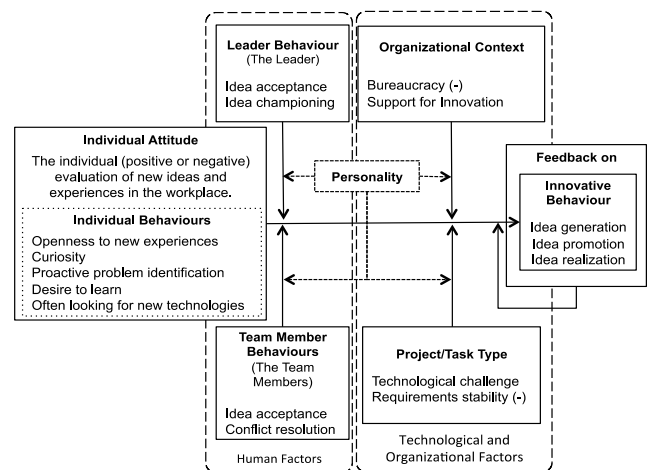 Leader Behaviour
(The Leader)
Idea acceptance
Idea championing
Organizational Context
Bureaucracy (-)
Support for Innovation
Individual Attitude
The individual (positive or negative)
evaluation of new ideas and
experiences in the workplace.
Individual Behaviours
Openness to new experiences
Curiosity
Proactive problem identification
Desire to learn
Often looking for new technologies
Personality
Feedback on
Innovative
Behaviour
Idea generation
Idea promotion
Idea realization
Team Member
Behaviours
(The Team
Members)
Idea acceptance
Conflict resolution
Human Factors
Project/Task Type
Technological challenge
Requirements stability (-)
Technological and
Organizational Factors